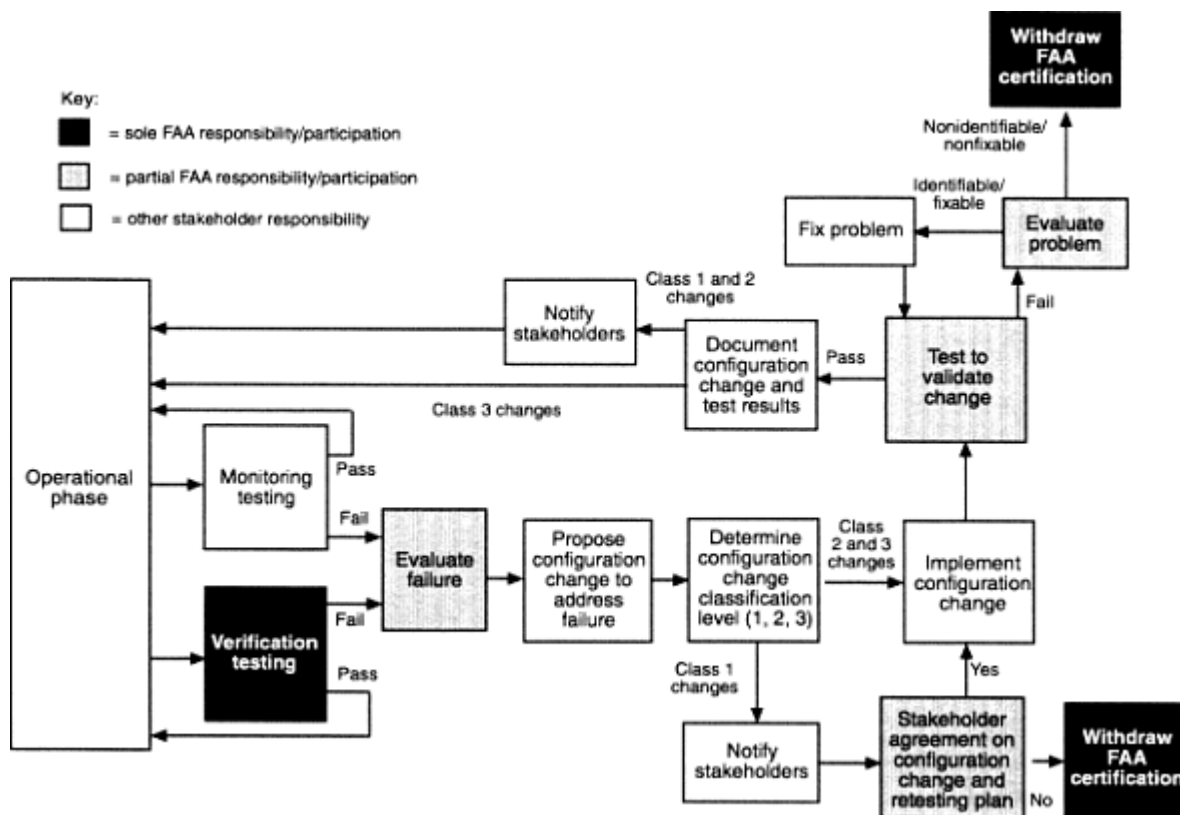 Withdraw
FAA
certification
Key:
= sole FAA responsibility/participation
= partial FAA responsibility/participation
= other stakeholder responsibility
Nonidentifiable/
nonfixable
Identifiable/
fixable
Fix problem
Evaluate
problem
Fail
Class 1 and 2
changes
Notify
stakeholders
Document
configuration
change and
test results
Pass
Test to
validate
change
Class 3 changes
Operational
phase
Monitoring
testing
Pass
Fail
Evaluate
failure
Propose
configuration
change to
address
failure
Determine
configuration
change
classification
level (1, 2, 3)
Class
2 and 3
changes
Implement
configuration
change
Verification
testing
Fail
Pass
Class 1
changes
Yes
Notify
stakeholders
Stakeholder
agreement on
configuration
change and
retesting plan
No
Withdraw
FAA
certification